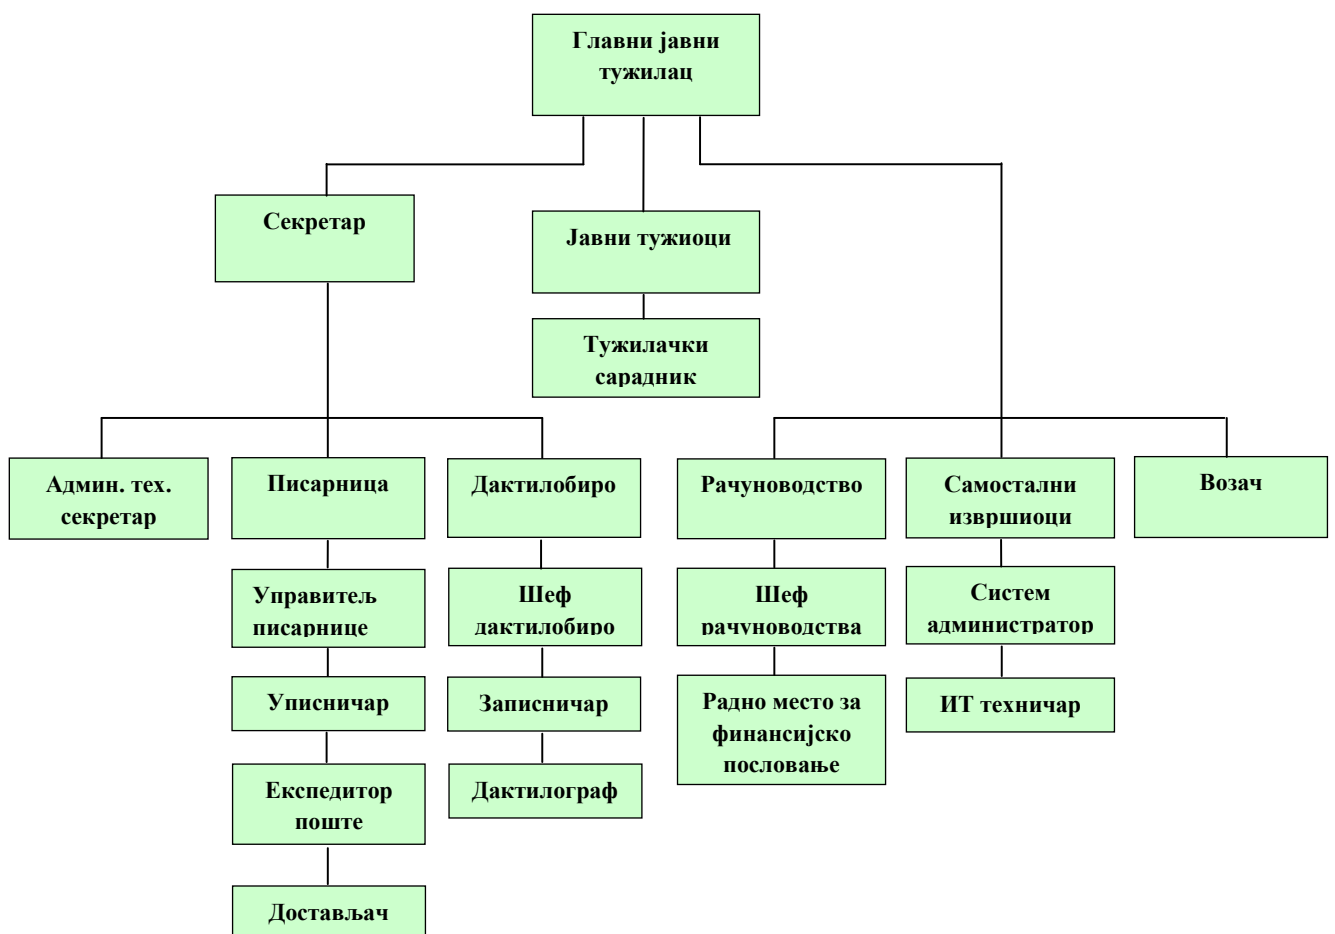 Главни јавни
тужилац
Секретар
Јавни тужиоци
Тужилачки
сарадник
Админ. тех.
секретар
Писарница
Дактилобиро
Рачуноводство
Самостални
извршиоци
Возач
Управитељ
писарнице
Шеф
дактилобиро
Шеф
рачуноводства
Систем
администратор
Уписничар
Записничар
Радно место за
финансијско
пословање
ИТ техничар
Експедитор
поште
Дактилограф
Достављач